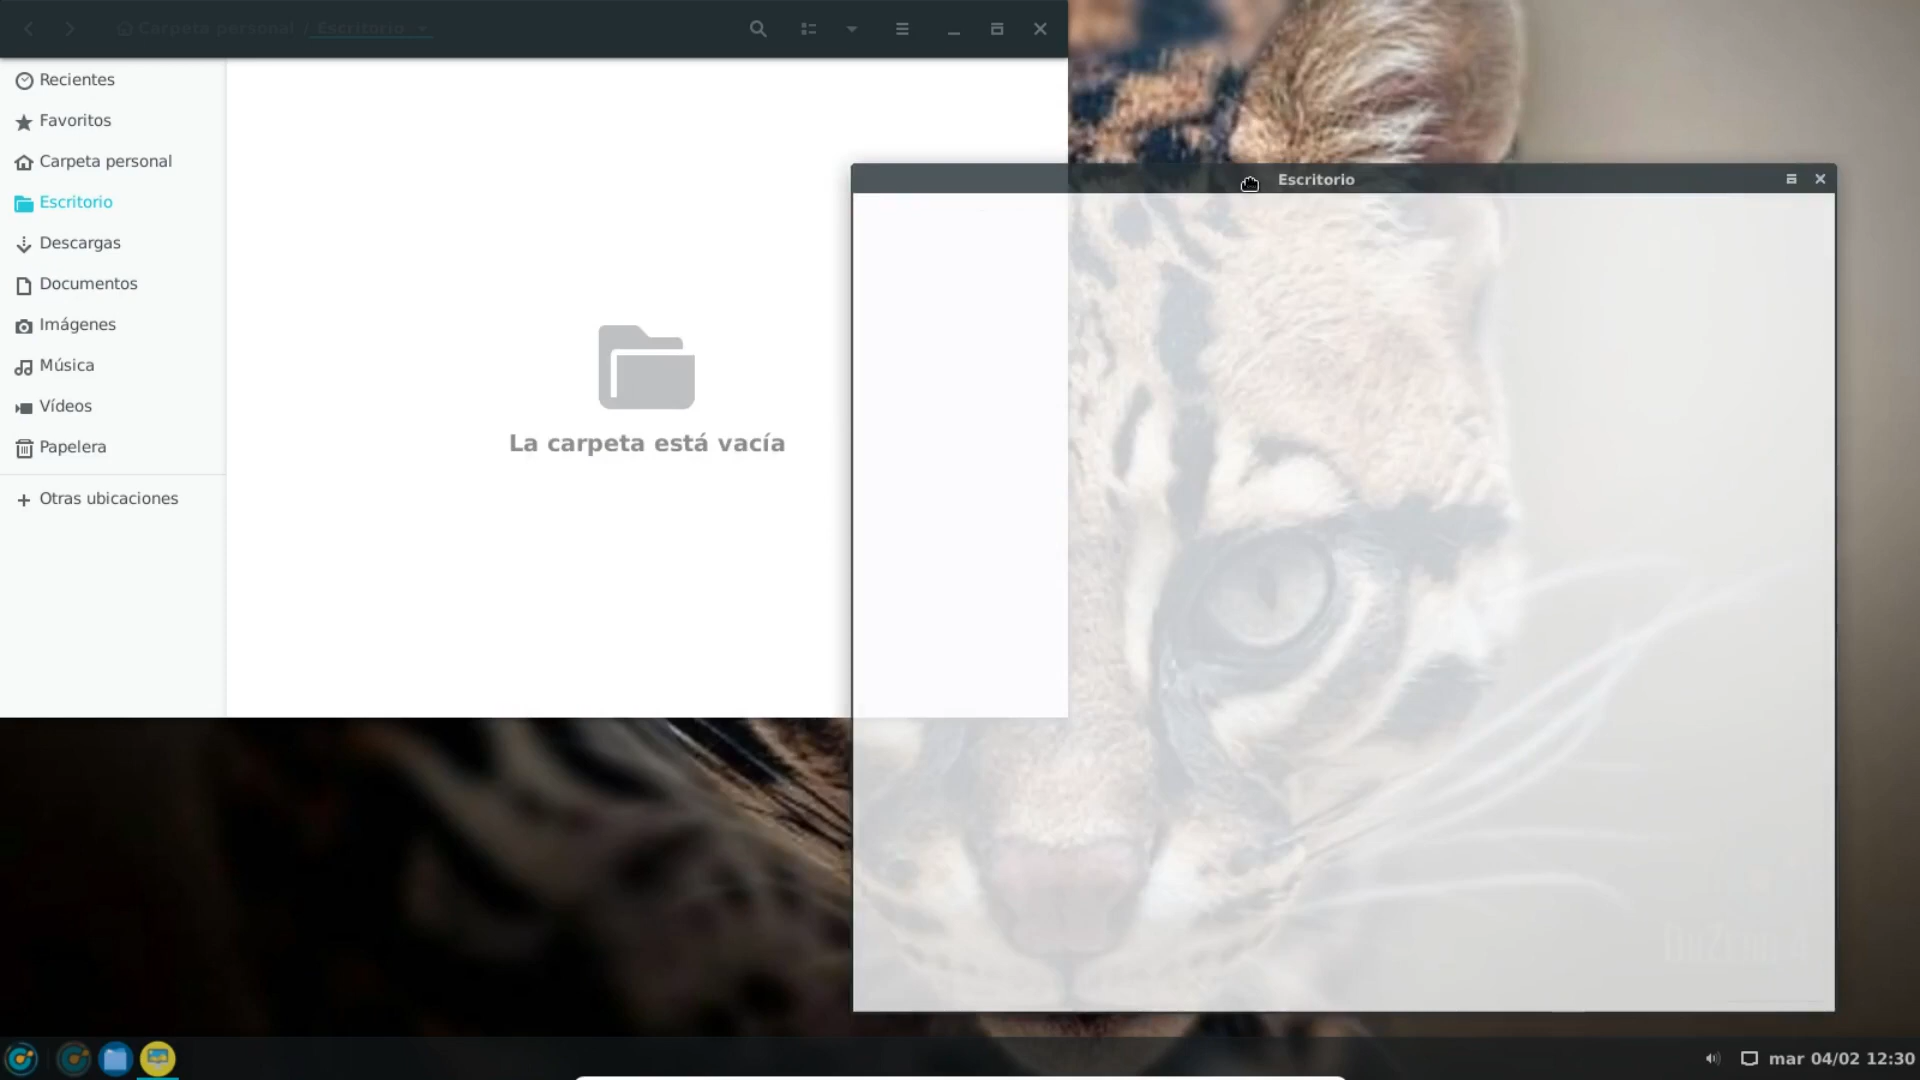 Carpeta personal / Escritorio
Recientes
Favoritos
Carpeta personal
Escritorio
Descargas
Documentos
Imágenes
Música
Vídeos
Papelera
Otras ubicaciones
La carpeta está vacía
Escritorio
mar 04/02 12:30